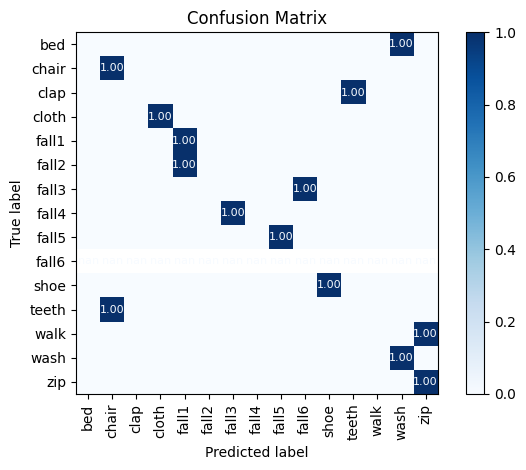 Confusion Matrix
True label
bed 1.00
chair 1.00
clap 1.00
cloth 1.00
fall1 1.00
fall2 1.00
fall3 1.00
fall4 1.00
fall5 1.00
fall6
shoe 1.00
teeth 1.00
walk 1.00
wash 1.00
zip 1.00
bed chair clap cloth fall1 fall2 fall3 fall4 fall5 fall6 shoe teeth walk wash zip
Predicted label
1.0
0.8
0.6
0.4
0.2
0.0